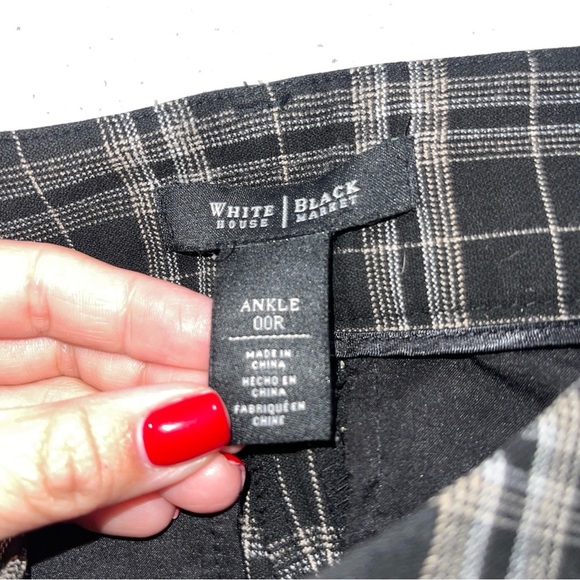 WHITE | BLACK
HOUSE | MARKET
ANKLE
00R
MADE IN
CHINA
HECHO EN
CHINA
FABRIQUÉ EN
CHINE